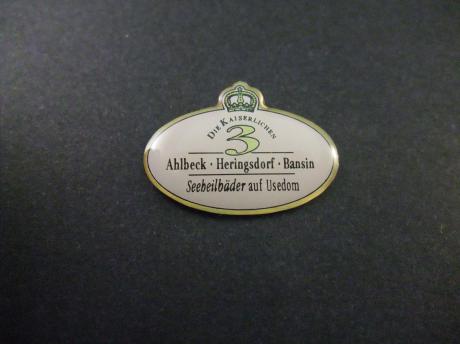 DIE KAISERLICHEN
3
Ahlbeck · Heringsdorf · Bansin
Seeheilbäder auf Usedom